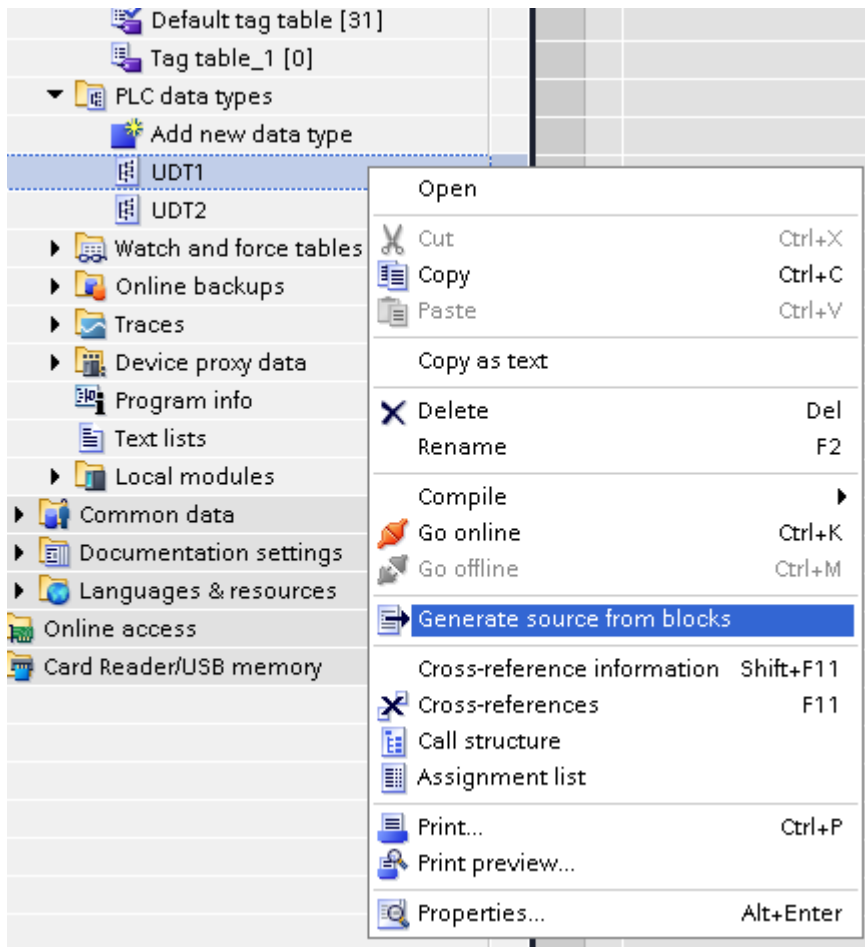 Default tag table [31]
Tag table_1 [0]
PLC data types
Add new data type
UDT1
UDT2
Watch and force tables
Online backups
Traces
Device proxy data
Program info
Text lists
Local modules
Common data
Documentation settings
Languages & resources
Online access
Card Reader/USB memory
Open
Cut Ctrl+X
Copy Ctrl+C
Paste Ctrl+V
Copy as text
Delete Del
Rename F2
Compile
Go online Ctrl+K
Go offline Ctrl+M
Generate source from blocks
Cross-reference information Shift+F11
Cross-references F11
Call structure
Assignment list
Print... Ctrl+P
Print preview...
Properties... Alt+Enter